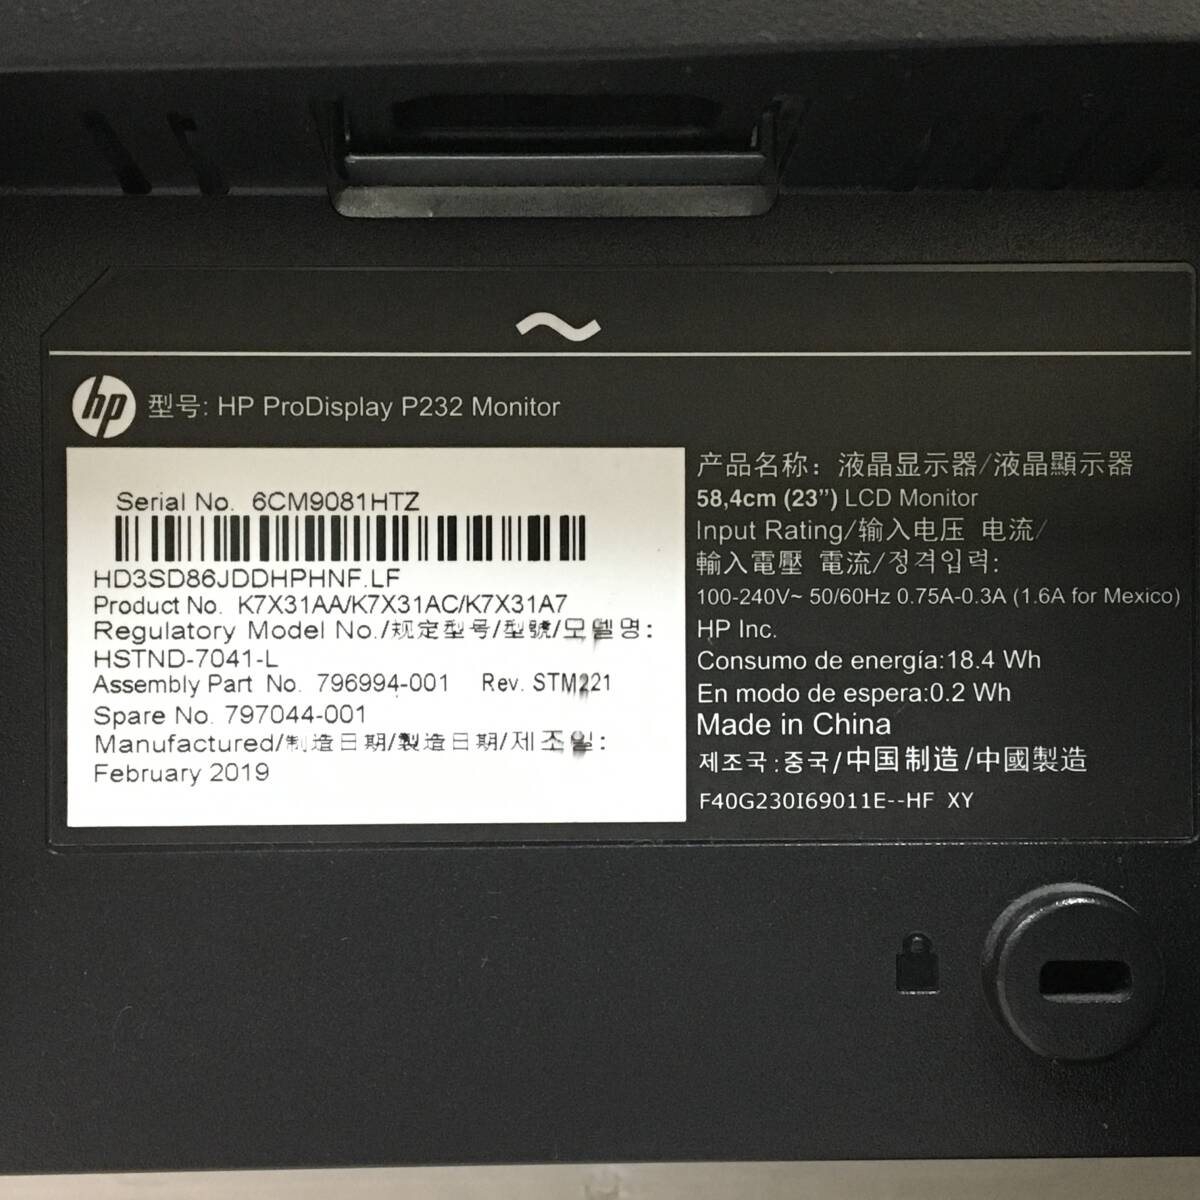 hp 型号: HP ProDisplay P232 Monitor
Serial No. 6CM9081HTZ
HD3SD86JDDHPHNF.LF
Product No. K7X31AA/K7X31AC/K7X31A7
Regulatory Model No./规定型号/型號/모델명:
HSTND-7041-L
Assembly Part No. 796994-001 Rev. STM221
Spare No. 797044-001
Manufactured/制造日期/製造日期/제조일:
February 2019
产品名称: 液晶显示器/液晶顯示器
58,4cm (23”) LCD Monitor
Input Rating/输入电压 电流/
輸入電壓 電流/정격입력:
100-240V~ 50/60Hz 0.75A-0.3A (1.6A for Mexico)
HP Inc.
Consumo de energía:18.4 Wh
En modo de espera:0.2 Wh
Made in China
제조국:중국/中国制造/中國製造
F40G230I69011E--HF XY